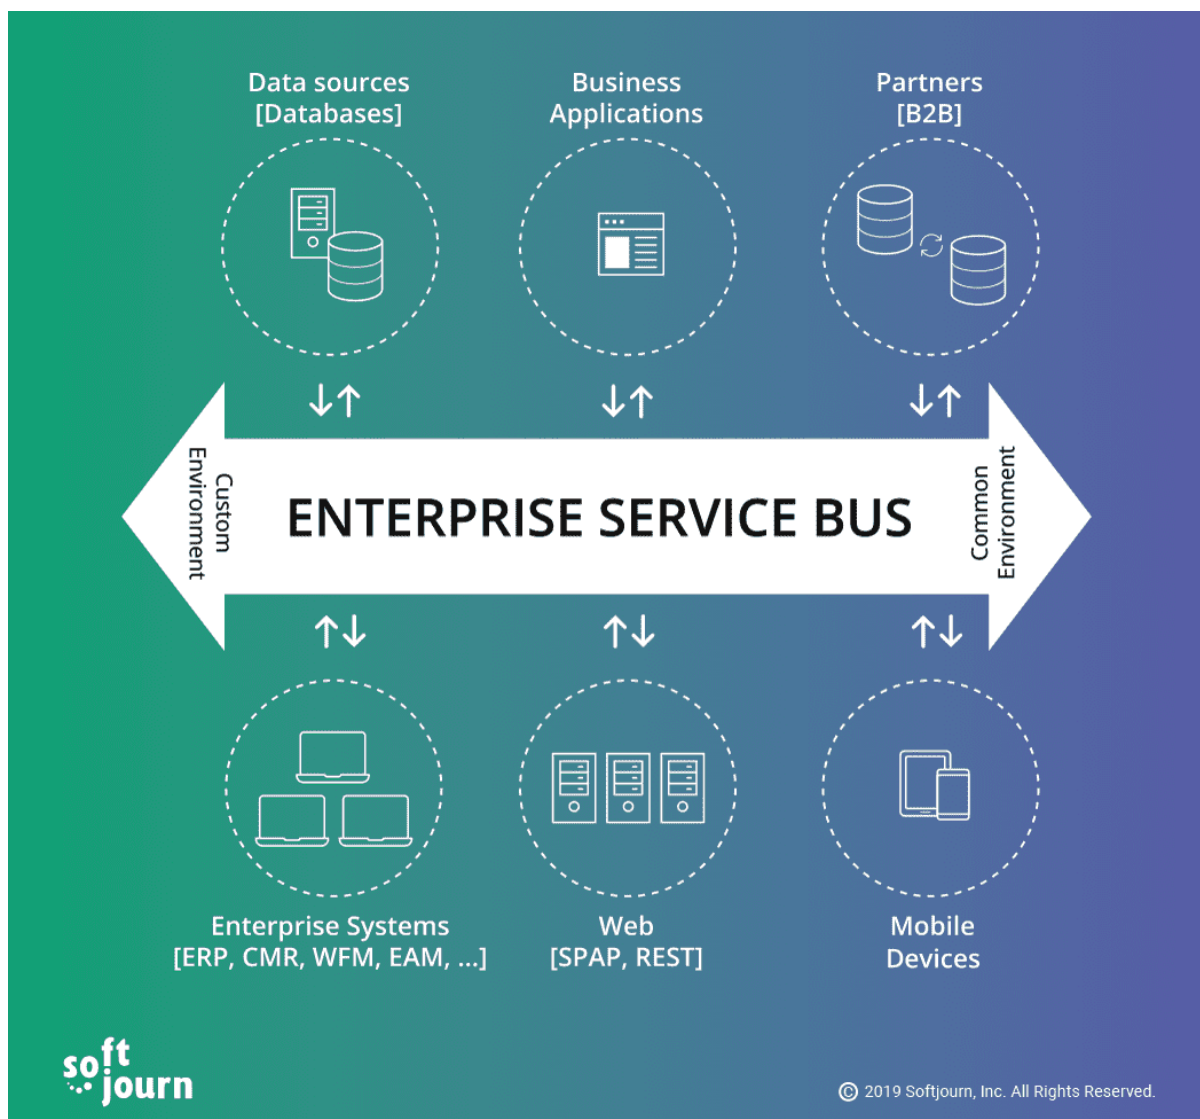 Data sources
[Databases]
Business
Applications
Partners
[B2B]
Custom
Environment
ENTERPRISE SERVICE BUS
Common
Environment
Enterprise Systems
[ERP, CMR, WFM, EAM, ...]
Web
[SPAP, REST]
Mobile
Devices
soft
journ
© 2019 Softjourn, Inc. All Rights Reserved.